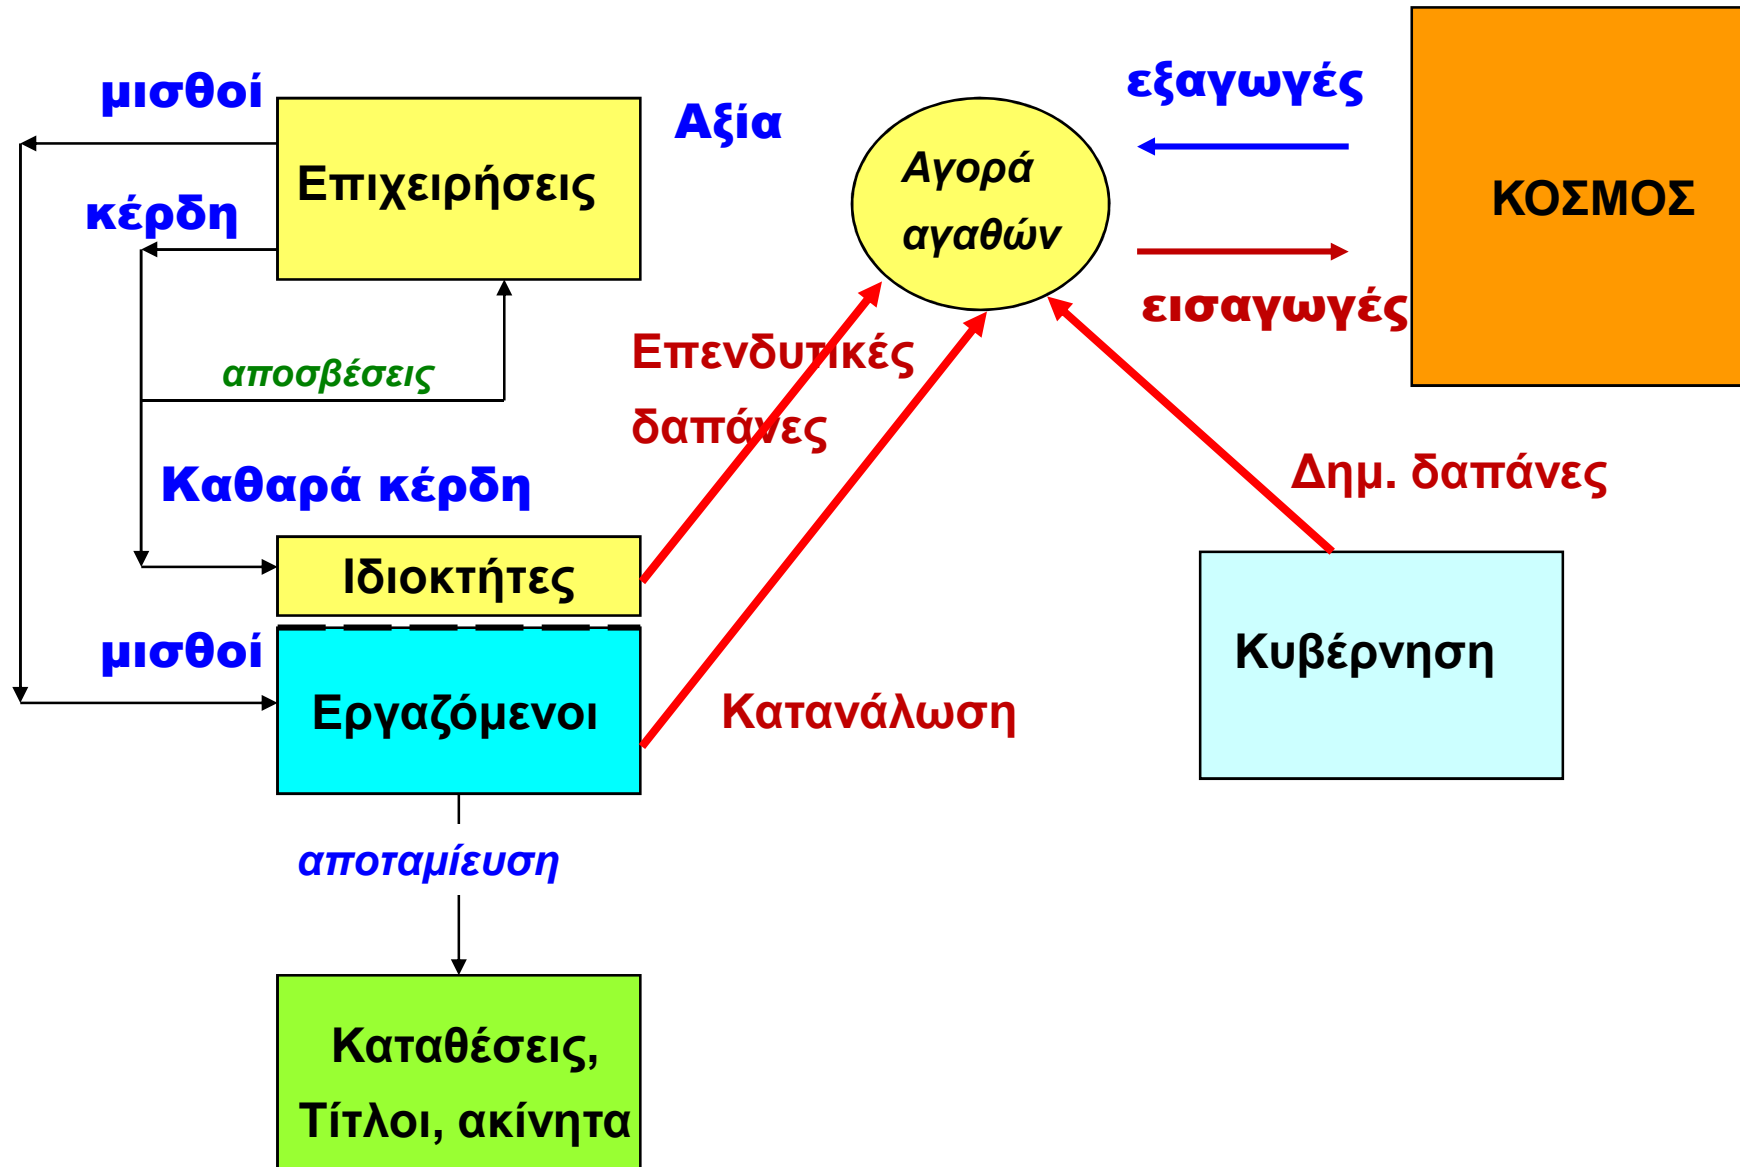 μισθοί
Επιχειρήσεις
κέρδη
Αξία
Αγορά
αγαθών
εξαγωγές
εισαγωγές
ΚΟΣΜΟΣ
αποσβέσεις
Επενδυτικές
δαπάνες
Δημ. δαπάνες
Καθαρά κέρδη
Ιδιοκτήτες
μισθοί
Εργαζόμενοι
Κατανάλωση
Κυβέρνηση
αποταμίευση
Καταθέσεις,
Τίτλοι, ακίνητα